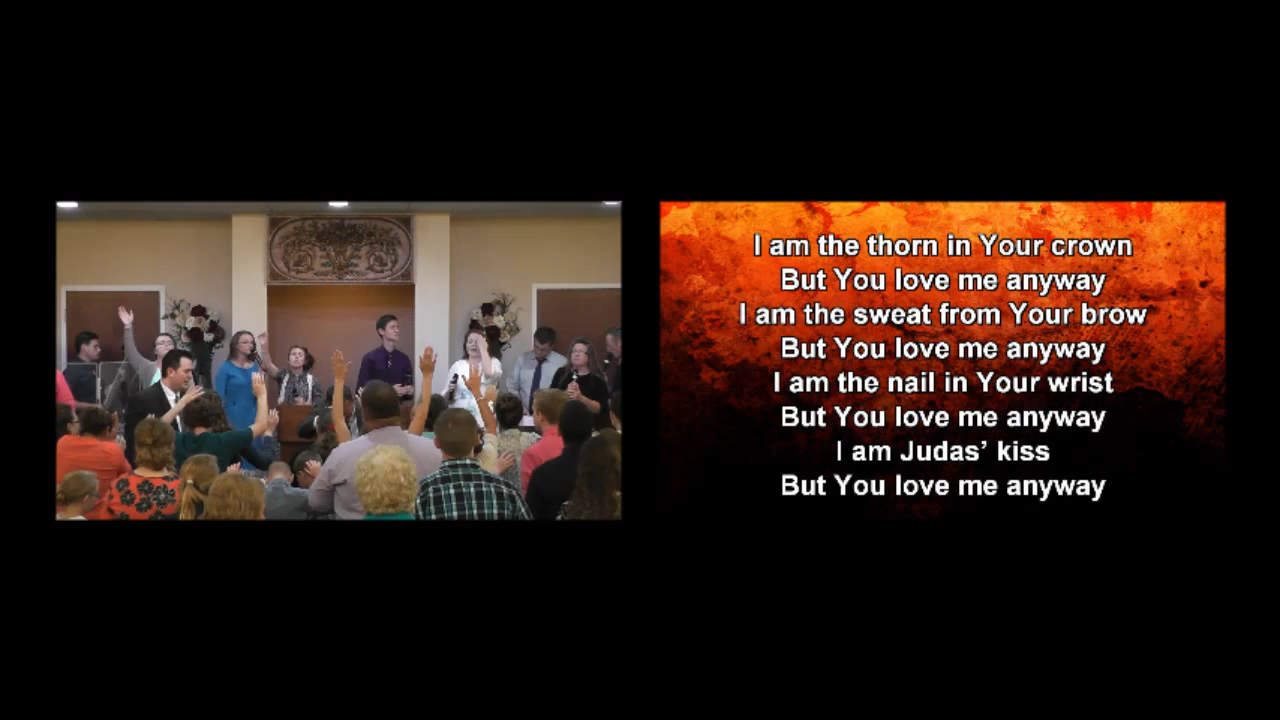 I am the thorn in Your crown
But You love me anyway
I am the sweat from Your brow
But You love me anyway
I am the nail in Your wrist
But You love me anyway
I am Judas’ kiss
But You love me anyway